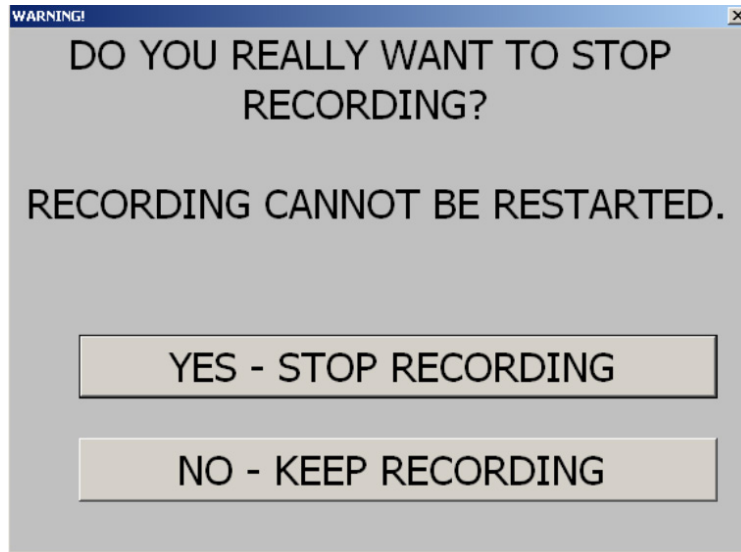 WARNING!
DO YOU REALLY WANT TO STOP
RECORDING?
RECORDING CANNOT BE RESTARTED.
YES - STOP RECORDING
NO - KEEP RECORDING